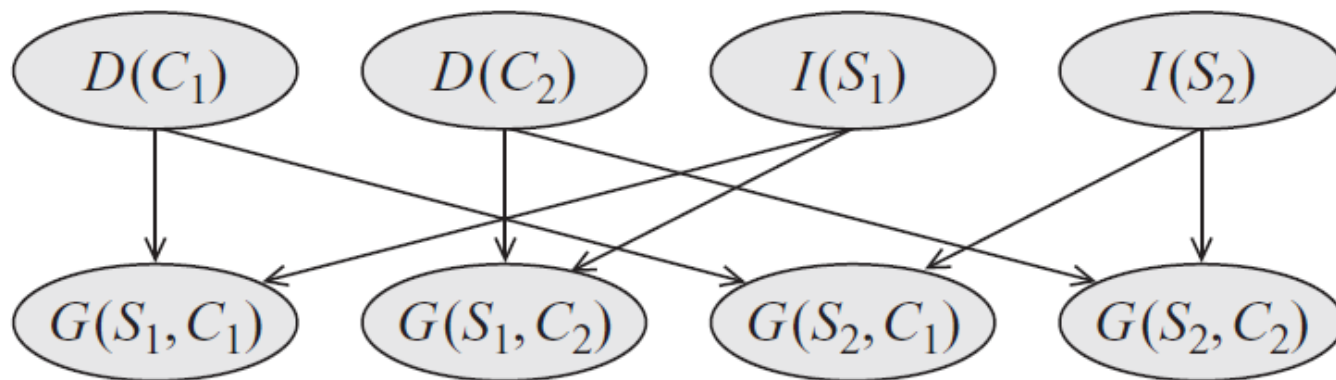 D(C₁) D(C₂) I(S₁) I(S₂)
G(S₁, C₁) G(S₁, C₂) G(S₂, C₁) G(S₂, C₂)